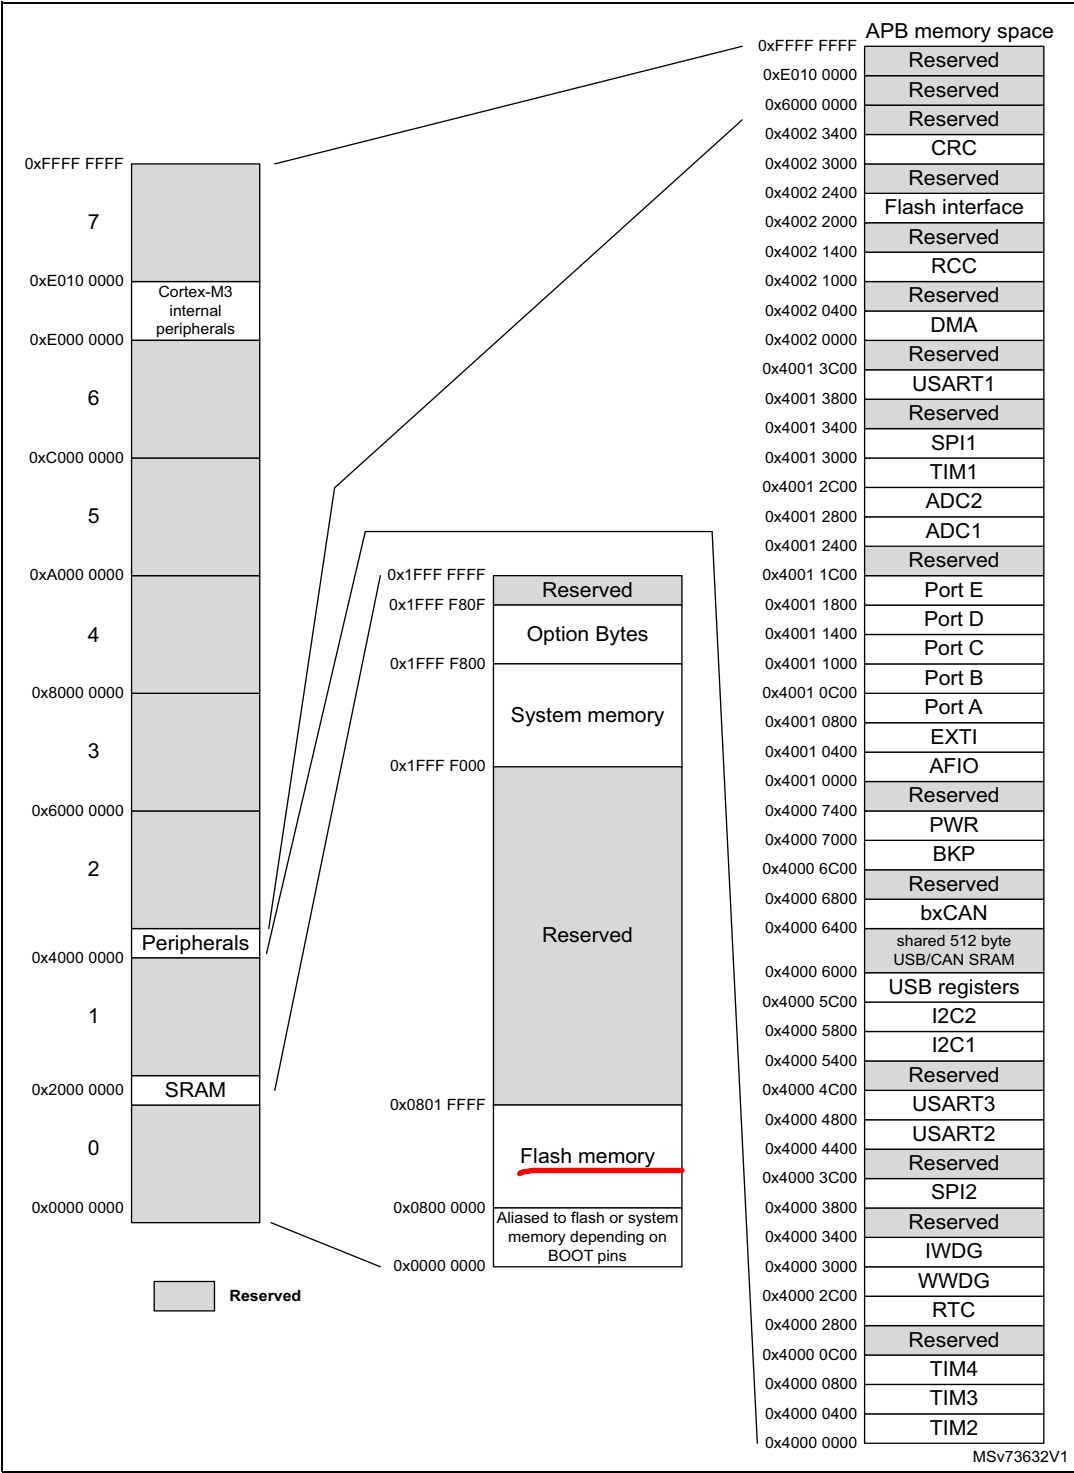 0xFFFF FFFF
7
0xE010 0000
Cortex-M3
internal
peripherals
0xE000 0000
6
0xC000 0000
5
0xA000 0000
4
0x8000 0000
3
0x6000 0000
2
Peripherals
0x4000 0000
1
0x2000 0000
SRAM
0
0x0000 0000
Reserved
0x1FFF FFFF
Reserved
0x1FFF F80F
Option Bytes
0x1FFF F800
System memory
0x1FFF F000
Reserved
0x0801 FFFF
Flash memory
0x0800 0000
Aliased to flash or system
memory depending on
BOOT pins
0x0000 0000
APB memory space
0xFFFF FFFF
Reserved
0xE010 0000
Reserved
0x6000 0000
Reserved
0x4002 3400
CRC
0x4002 3000
Reserved
0x4002 2400
Flash interface
0x4002 2000
Reserved
0x4002 1400
RCC
0x4002 1000
Reserved
0x4002 0400
DMA
0x4002 0000
Reserved
0x4001 3C00
USART1
0x4001 3800
Reserved
0x4001 3400
SPI1
0x4001 3000
TIM1
0x4001 2C00
ADC2
0x4001 2800
ADC1
0x4001 2400
Reserved
0x4001 1C00
Port E
0x4001 1800
Port D
0x4001 1400
Port C
0x4001 1000
Port B
0x4001 0C00
Port A
0x4001 0800
EXTI
0x4001 0400
AFIO
0x4001 0000
Reserved
0x4000 7400
PWR
0x4000 7000
BKP
0x4000 6C00
Reserved
0x4000 6800
bxCAN
0x4000 6400
shared 512 byte
USB/CAN SRAM
0x4000 6000
USB registers
0x4000 5C00
I2C2
0x4000 5800
I2C1
0x4000 5400
Reserved
0x4000 4C00
USART3
0x4000 4800
USART2
0x4000 4400
Reserved
0x4000 3C00
SPI2
0x4000 3800
Reserved
0x4000 3400
IWDG
0x4000 3000
WWDG
0x4000 2C00
RTC
0x4000 2800
Reserved
0x4000 0C00
TIM4
0x4000 0800
TIM3
0x4000 0400
TIM2
0x4000 0000
MSv73632V1